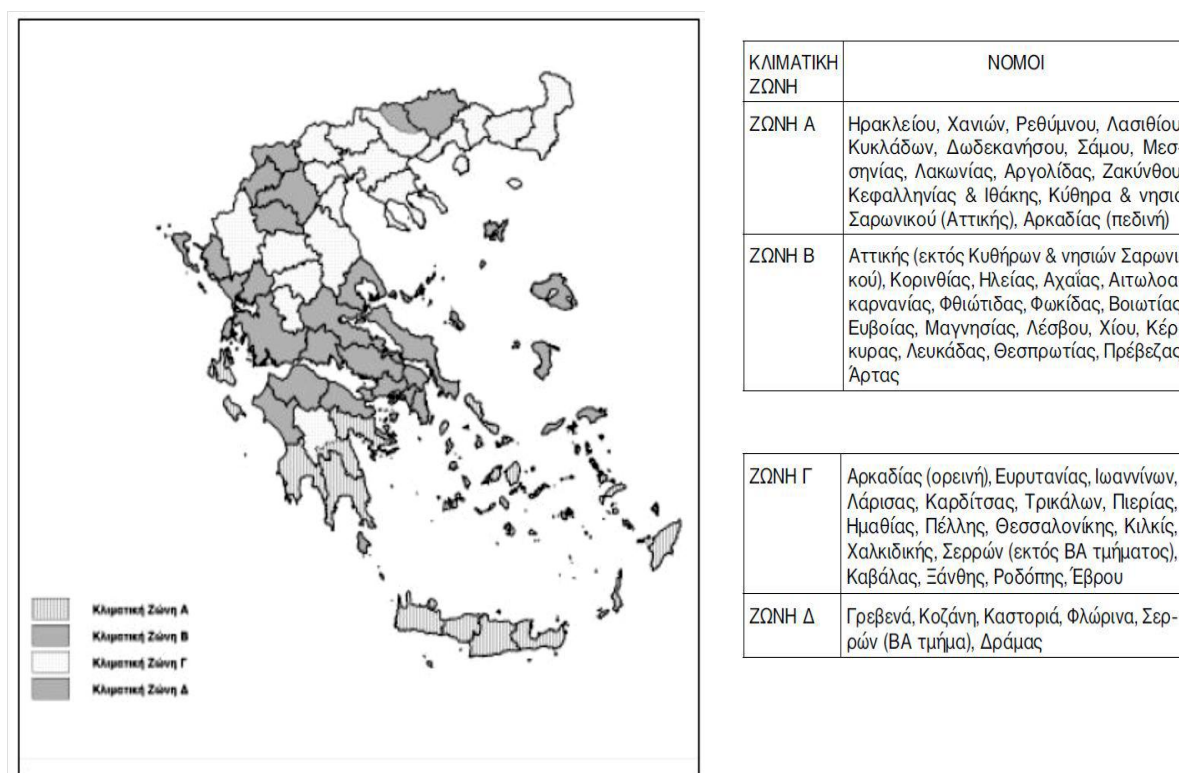 Κλιματική Ζώνη Α
Κλιματική Ζώνη Β
Κλιματική Ζώνη Γ
Κλιματική Ζώνη Δ
ΚΛΙΜΑΤΙΚΗ
ΖΩΝΗ
ΝΟΜΟΙ
ΖΩΝΗ Α
Ηρακλείου, Χανιών, Ρεθύμνου, Λασιθίου
Κυκλάδων, Δωδεκανήσου, Σάμου, Μεσ-
σηνίας, Λακωνίας, Αργολίδας, Ζακύνθου
Κεφαλληνίας & Ιθάκης, Κύθηρα & νησιά
Σαρωνικού (Αττικής), Αρκαδίας (πεδινή)
ΖΩΝΗ Β
Αττικής (εκτός Κυθήρων & νησιών Σαρωνι
κού), Κορινθίας, Ηλείας, Αχαΐας, Αιτωλοα
καρνανίας, Φθιώτιδας, Φωκίδας, Βοιωτίας
Ευβοίας, Μαγνησίας, Λέσβου, Χίου, Κέρ
κυρας, Λευκάδας, Θεσπρωτίας, Πρέβεζας
Άρτας
ΖΩΝΗ Γ
Αρκαδίας (ορεινή), Ευρυτανίας, Ιωαννίνων,
Λάρισας, Καρδίτσας, Τρικάλων, Πιερίας,
Ημαθίας, Πέλλης, Θεσσαλονίκης, Κιλκίς,
Χαλκιδικής, Σερρών (εκτός ΒΑ τμήματος),
Καβάλας, Ξάνθης, Ροδόπης, Έβρου
ΖΩΝΗ Δ
Γρεβενά, Κοζάνη, Καστοριά, Φλώρινα, Σερ-
ρών (ΒΑ τμήμα), Δράμας